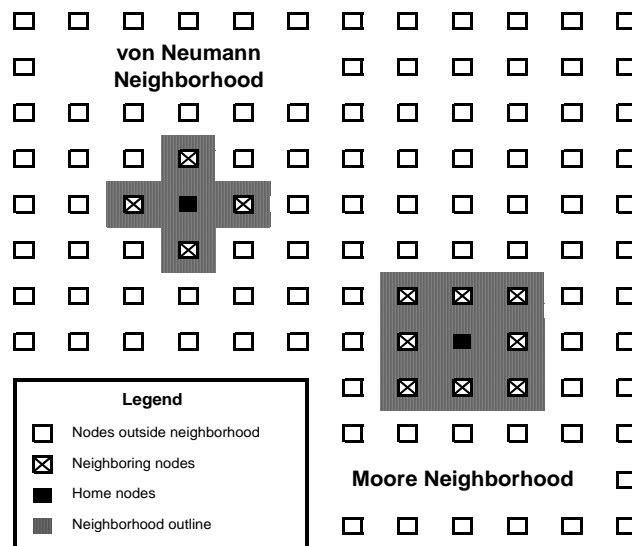 von Neumann
Neighborhood
Legend
Nodes outside neighborhood
Neighboring nodes
Home nodes
Neighborhood outline
Moore Neighborhood